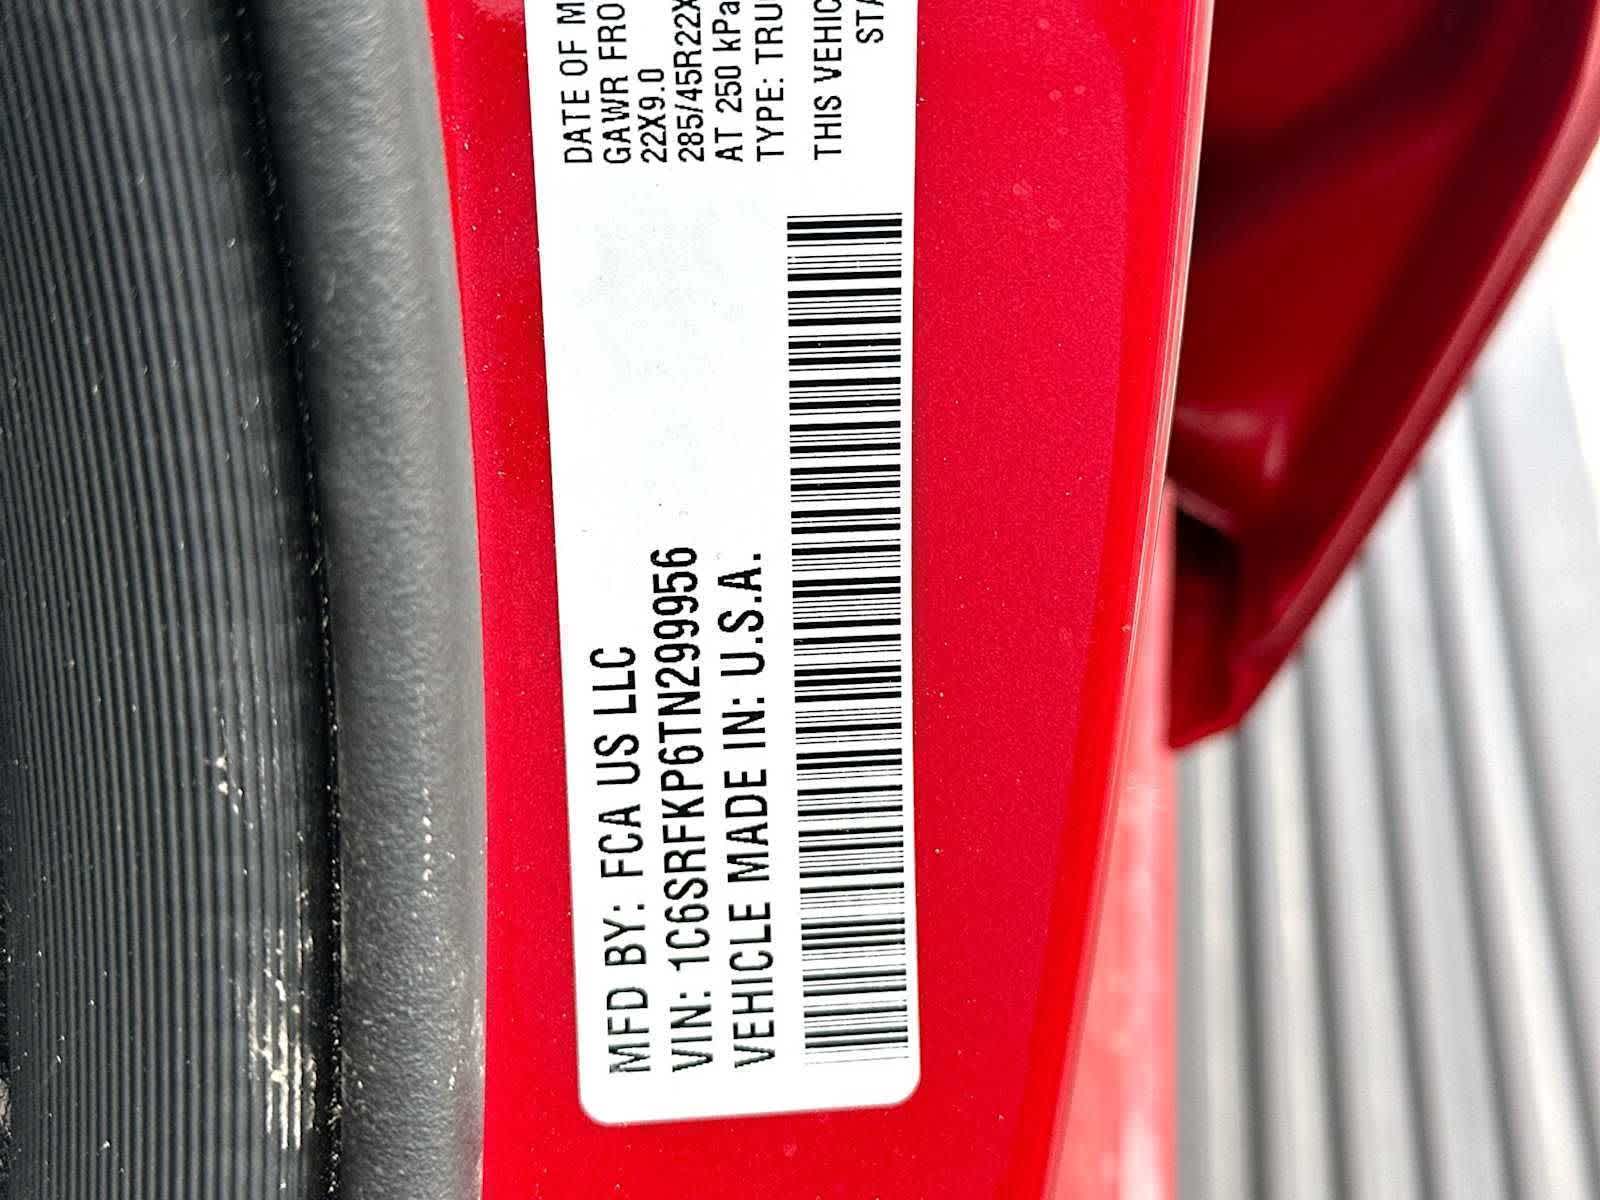 MFD BY: FCA US LLC
VIN: 1C6SRFKP6TN299956
VEHICLE MADE IN: U.S.A.
DATE OF M
GAWR FRO
22X9.0
285/45R22X
AT 250 kPa
TYPE: TRU
THIS VEHIC
STA